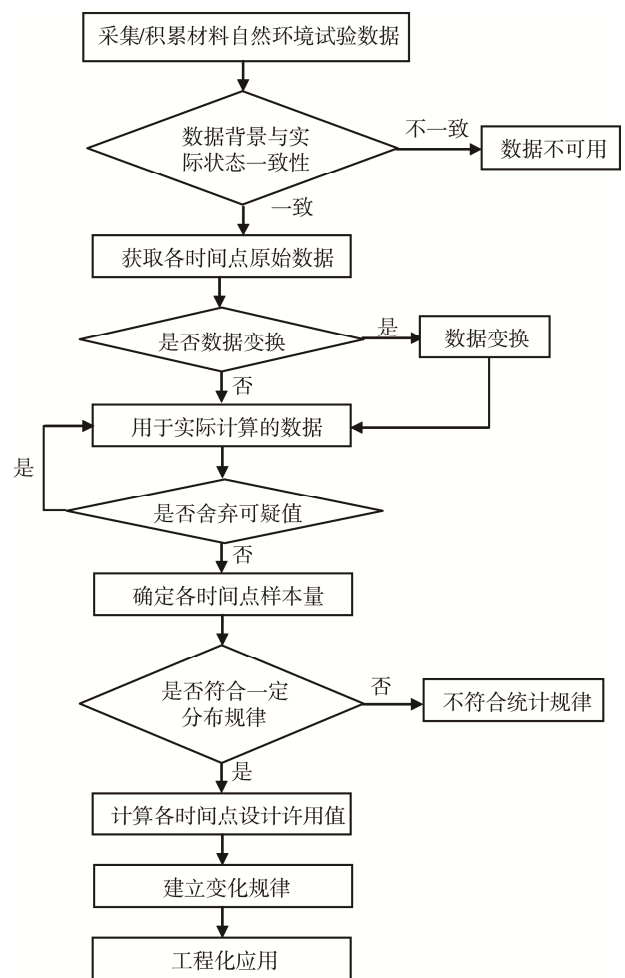 采集/积累材料自然环境试验数据
数据背景与实
际状态一致性
不一致
数据不可用
一致
获取各时间点原始数据
是否数据变换
是
数据变换
否
用于实际计算的数据
是
是否舍弃可疑值
否
确定各时间点样本量
是否符合一定
分布规律
否
不符合统计规律
是
计算各时间点设计许用值
建立变化规律
工程化应用